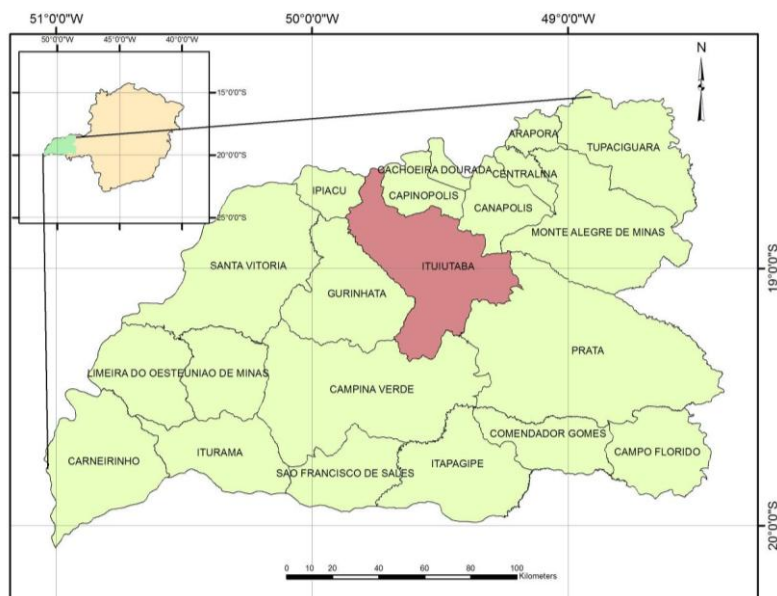 51°0'0"W
50°0'0"W
49°0'0"W
50°0'0"W
45°0'0"W
40°0'0"W
15°0'0"S
20°0'0"S
25°0'0"S
N
ARAPORA
TUPACIGUARA
CACHOEIRA DOURADA
CENTRALINA
IPIACU
CAPINOPOLIS
CANAPOLIS
MONTE ALEGRE DE MINAS
SANTA VITORIA
ITUIUTABA
19°0'0"S
GURINHATA
PRATA
LIMEIRA DO OESTE
UNIAO DE MINAS
CAMPINA VERDE
COMENDADOR GOMES
CARNEIRINHO
ITURAMA
SAO FRANCISCO DE SALES
ITAPAGIPE
CAMPO FLORIDO
20°0'0"S
0 10 20 40 60 80 100
Kilometers